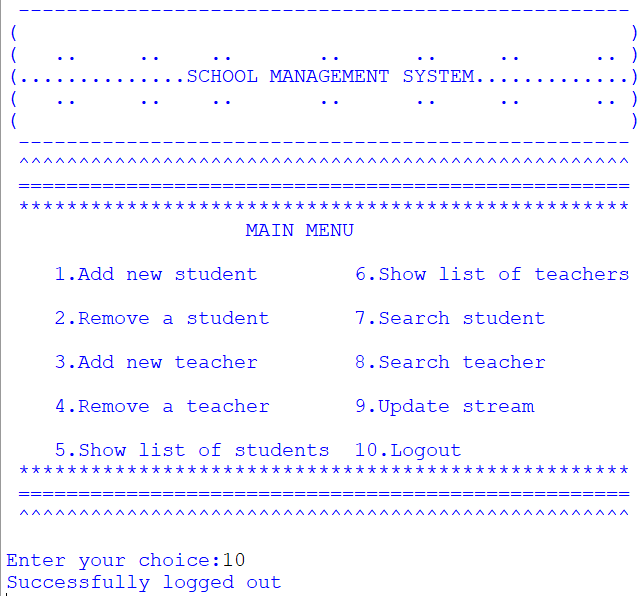 ---------------------------------------------------
(                                                   )
(   ..     ..    ..       ..      ..     ..      .. )
(..............SCHOOL MANAGEMENT SYSTEM.............)
(   ..     ..    ..       ..      ..     ..      .. )
(                                                   )
---------------------------------------------------
^^^^^^^^^^^^^^^^^^^^^^^^^^^^^^^^^^^^^^^^^^^^^^^^^^^
===================================================
***************************************************
MAIN MENU
1.Add new student        6.Show list of teachers
2.Remove a student       7.Search student
3.Add new teacher        8.Search teacher
4.Remove a teacher       9.Update stream
5.Show list of students  10.Logout
***************************************************
===================================================
^^^^^^^^^^^^^^^^^^^^^^^^^^^^^^^^^^^^^^^^^^^^^^^^^^^
Enter your choice:10
Successfully logged out